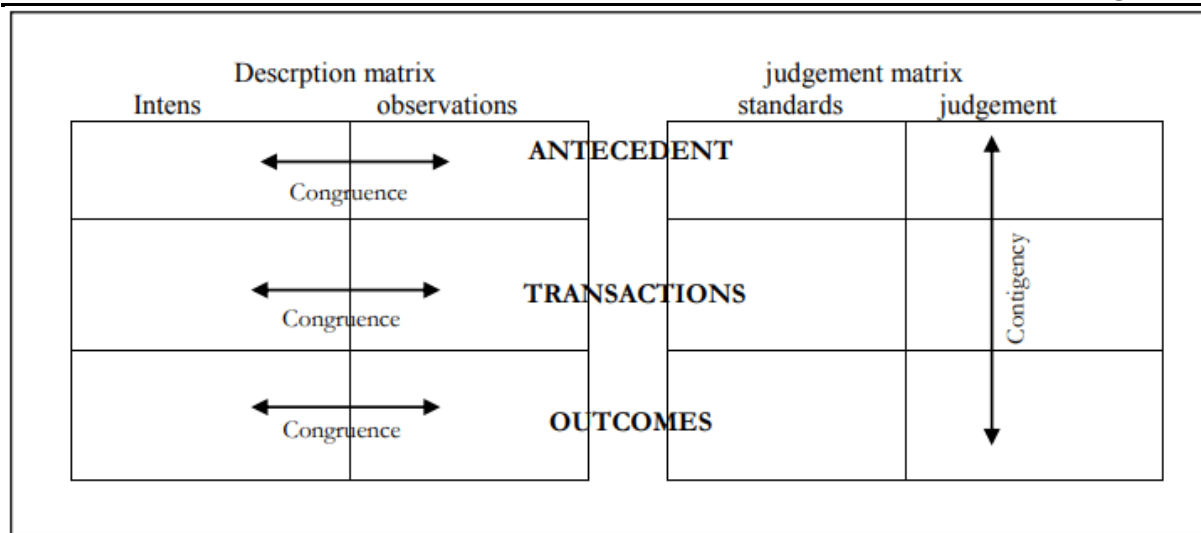 Descrption matrix judgement matrix
Intens observations standards judgement
ANTECEDENT
Congruence
Contigency
TRANSACTIONS
Congruence
OUTCOMES
Congruence